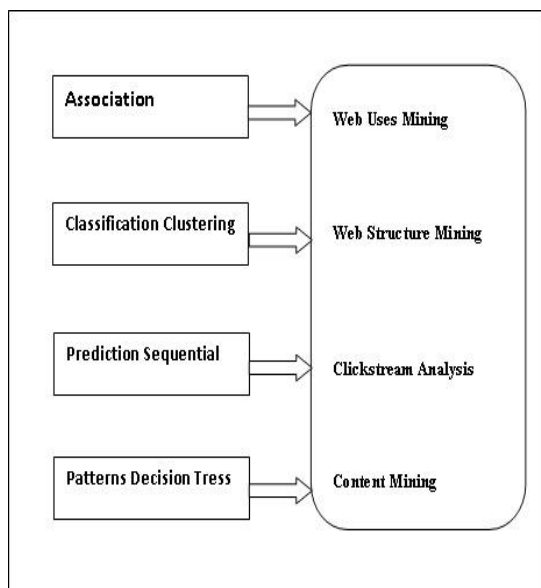 Association
Web Uses Mining
Classification Clustering
Web Structure Mining
Prediction Sequential
Clickstream Analysis
Patterns Decision Tress
Content Mining